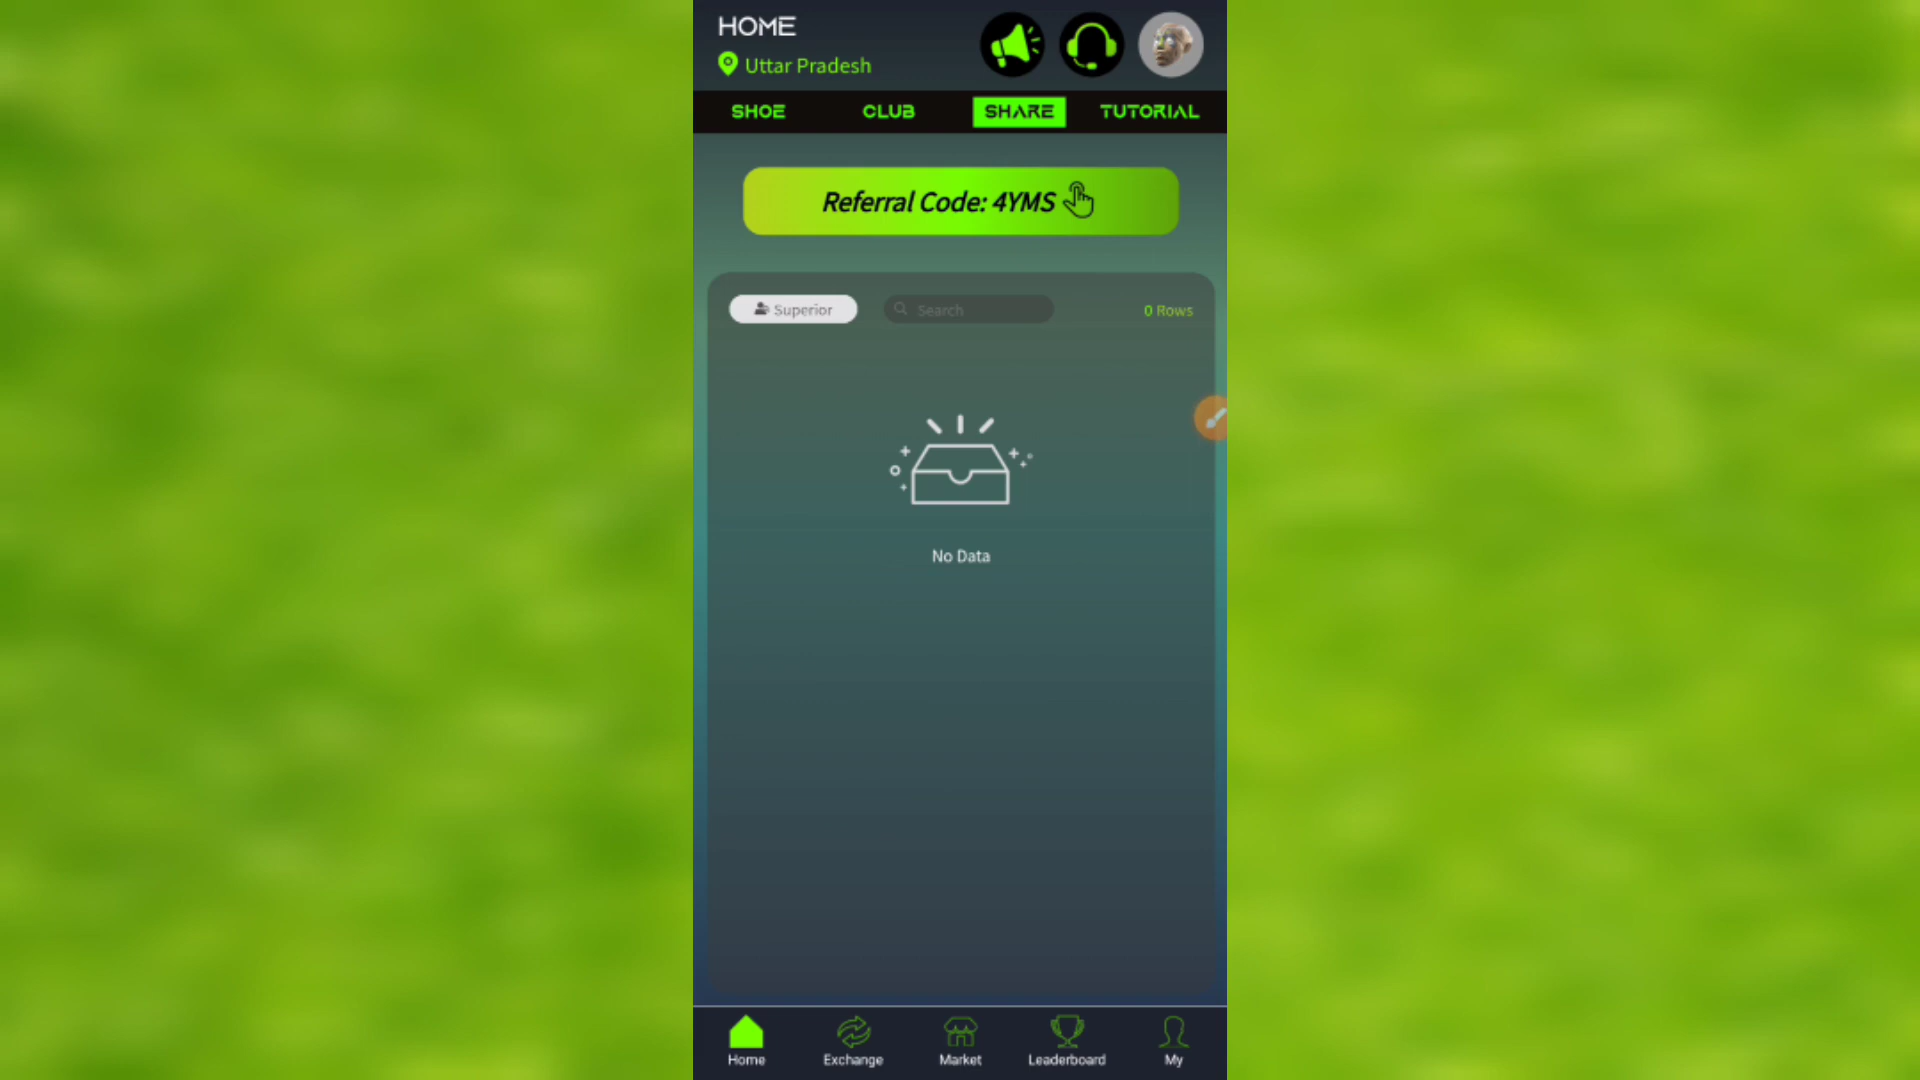 HOME
Uttar Pradesh
SHOE CLUB SHARE TUTORIAL
Referral Code: 4YMS
Superior Search 0 Rows
No Data
Home Exchange Market Leaderboard My